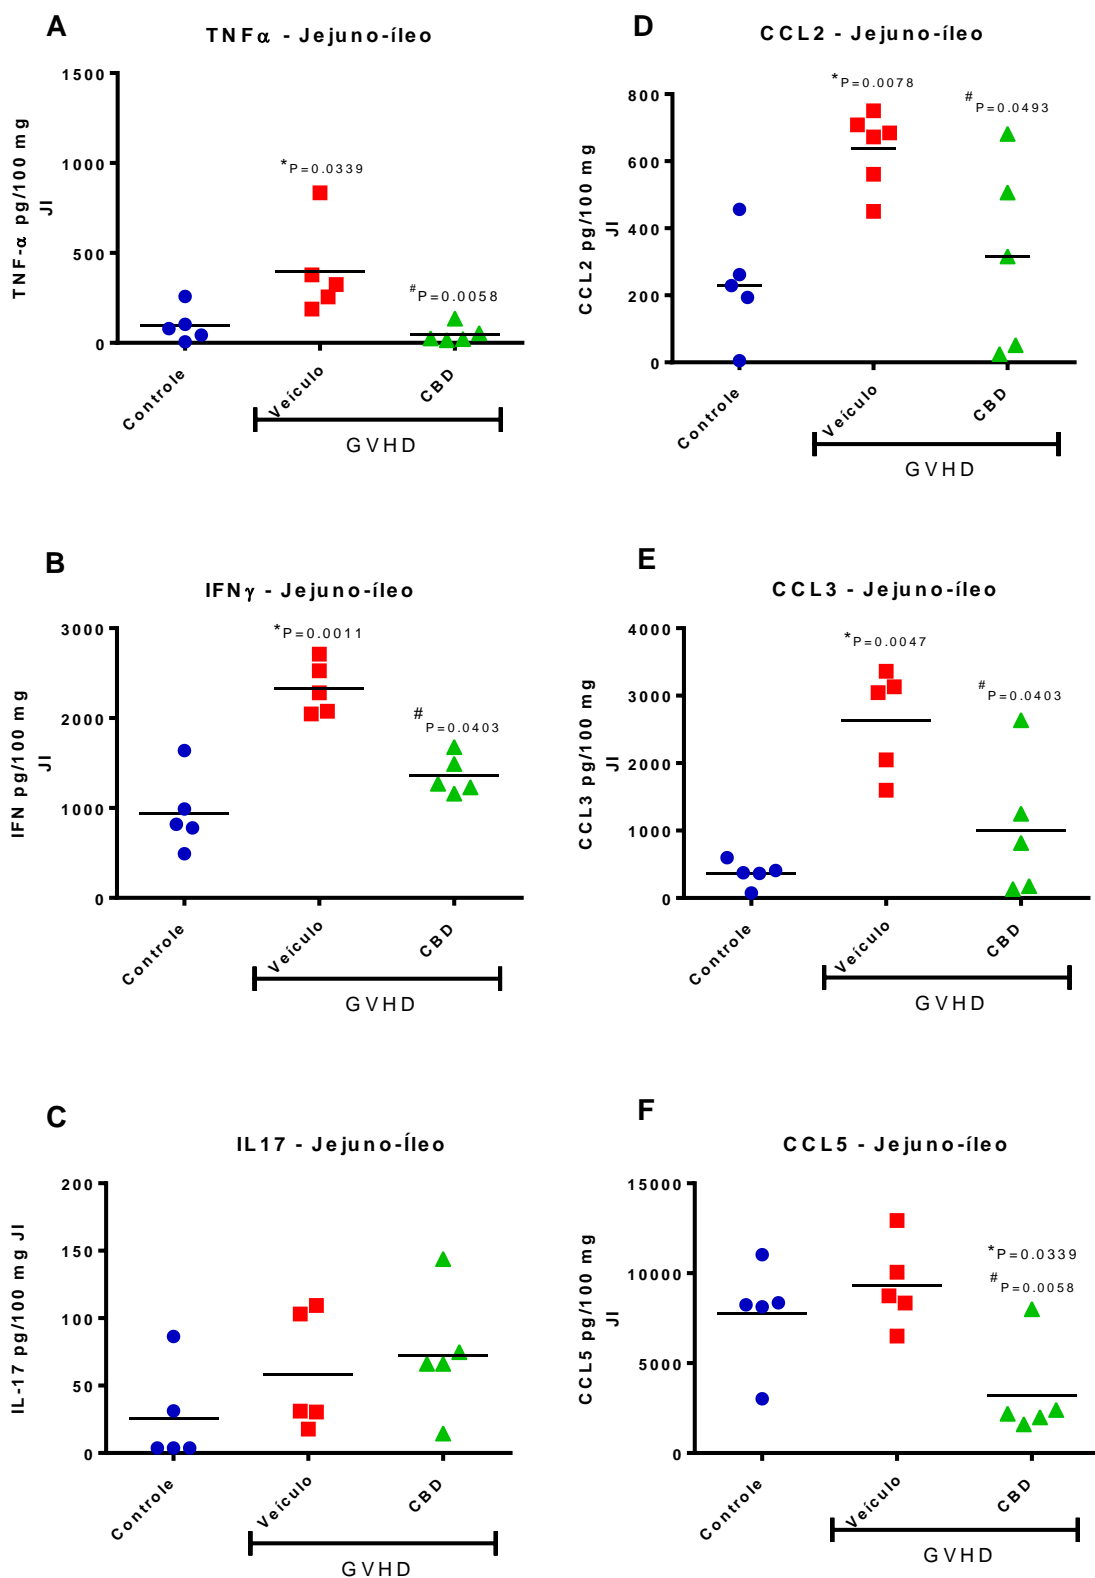 A
TNFα - Jejuno-íleo
1500
1000
500
0
TNF-α pg/100 mg
JI
*P=0.0339
#P=0.0058
Controle
Veículo
CBD
GVHD
D
CCL2 - Jejuno-íleo
800
600
400
200
0
CCL2 pg/100 mg
JI
*P=0.0078
#P=0.0493
Controle
Veículo
CBD
GVHD
B
IFNγ - Jejuno-íleo
3000
2000
1000
0
IFN pg/100 mg
JI
*P=0.0011
#P=0.0403
Controle
Veículo
CBD
GVHD
E
CCL3 - Jejuno-íleo
4000
3000
2000
1000
0
CCL3 pg/100 mg
JI
*P=0.0047
#P=0.0403
Controle
Veículo
CBD
GVHD
C
IL17 - Jejuno-Íleo
200
150
100
50
0
IL-17 pg/100 mg JI
Controle
Veículo
CBD
GVHD
F
CCL5 - Jejuno-íleo
15000
10000
5000
0
CCL5 pg/100 mg
JI
*P=0.0339
#P=0.0058
Controle
Veículo
CBD
GVHD